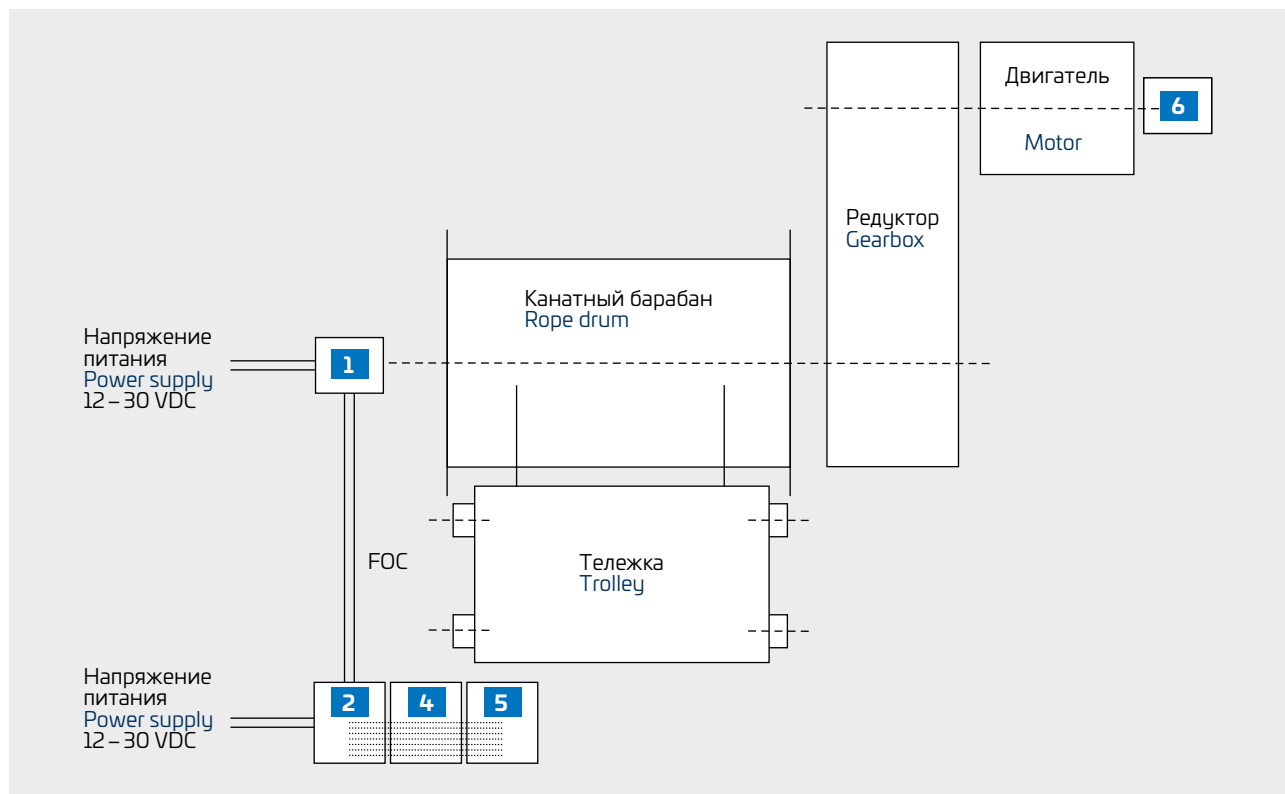 Двигатель
Motor
6
Редуктор
Gearbox
Канатный барабан
Rope drum
Напряжение
питания
Power supply
12 – 30 VDC
1
FOC
Тележка
Trolley
Напряжение
питания
Power supply
12 – 30 VDC
2
4
5